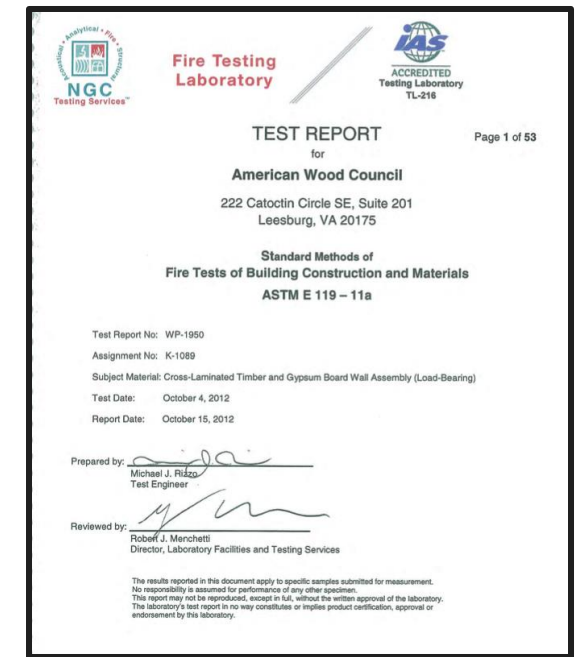 Acoustical • Analytical • Fire • Structural
NGC
Testing Services™
Fire Testing
Laboratory
IAS
ACCREDITED
Testing Laboratory
TL-216
TEST REPORT
Page 1 of 53
for
American Wood Council
222 Catoctin Circle SE, Suite 201
Leesburg, VA 20175
Standard Methods of
Fire Tests of Building Construction and Materials
ASTM E 119 – 11a
Test Report No: WP-1950
Assignment No: K-1089
Subject Material: Cross-Laminated Timber and Gypsum Board Wall Assembly (Load-Bearing)
Test Date: October 4, 2012
Report Date: October 15, 2012
Prepared by:
Michael J. Rizzo
Test Engineer
Reviewed by:
Robert J. Menchetti
Director, Laboratory Facilities and Testing Services
The results reported in this document apply to specific samples submitted for measurement.
No responsibility is assumed for performance of any other specimen.
This report may not be reproduced, except in full, without the written approval of the laboratory.
The laboratory's test report in no way constitutes or implies product certification, approval or
endorsement by this laboratory.